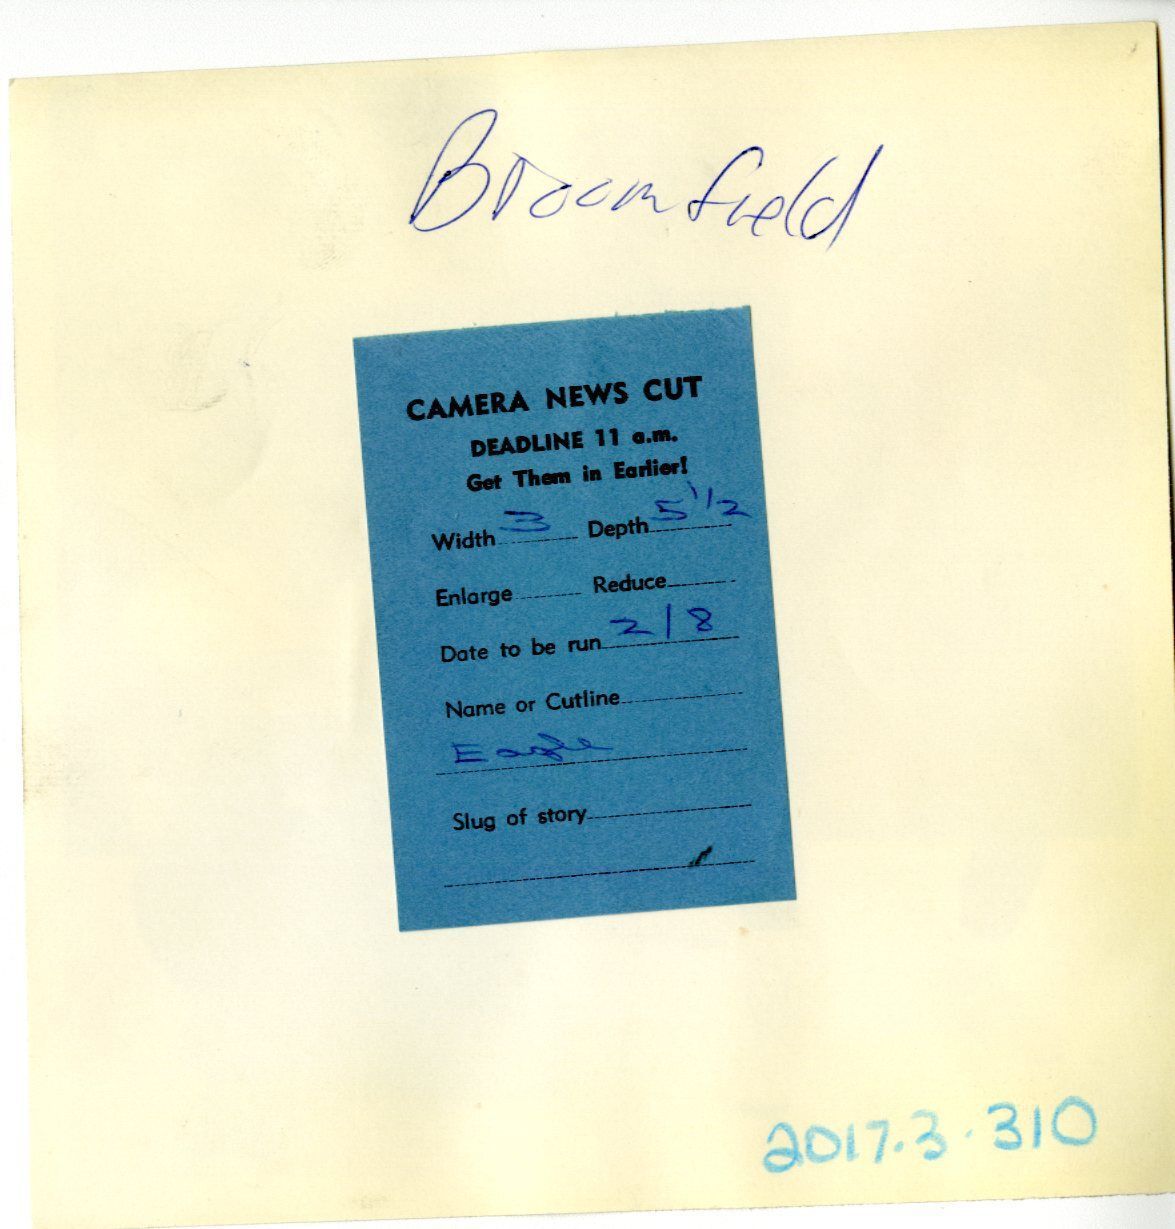 Broomfield
CAMERA NEWS CUT
DEADLINE 11 a.m.
Get Them in Earlier!
Width 3 Depth 5 1/2
Enlarge Reduce
Date to be run 2/8
Name or Cutline
Eagle
Slug of story
2017.3.310